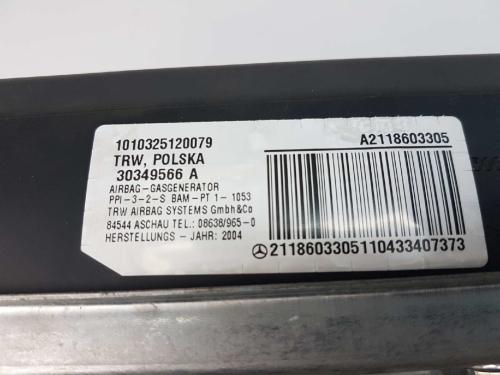 1010325120079
TRW, POLSKA
30349566 A
AIRBAG-GASGENERATOR
PPI-3-2-S BAM-PT 1- 1053
TRW AIRBAG SYSTEMS Gmbh&Co
84544 ASCHAU TEL.: 08638/965-0
HERSTELLUNGS - JAHR: 2004
A2118603305
2118603305110433407373